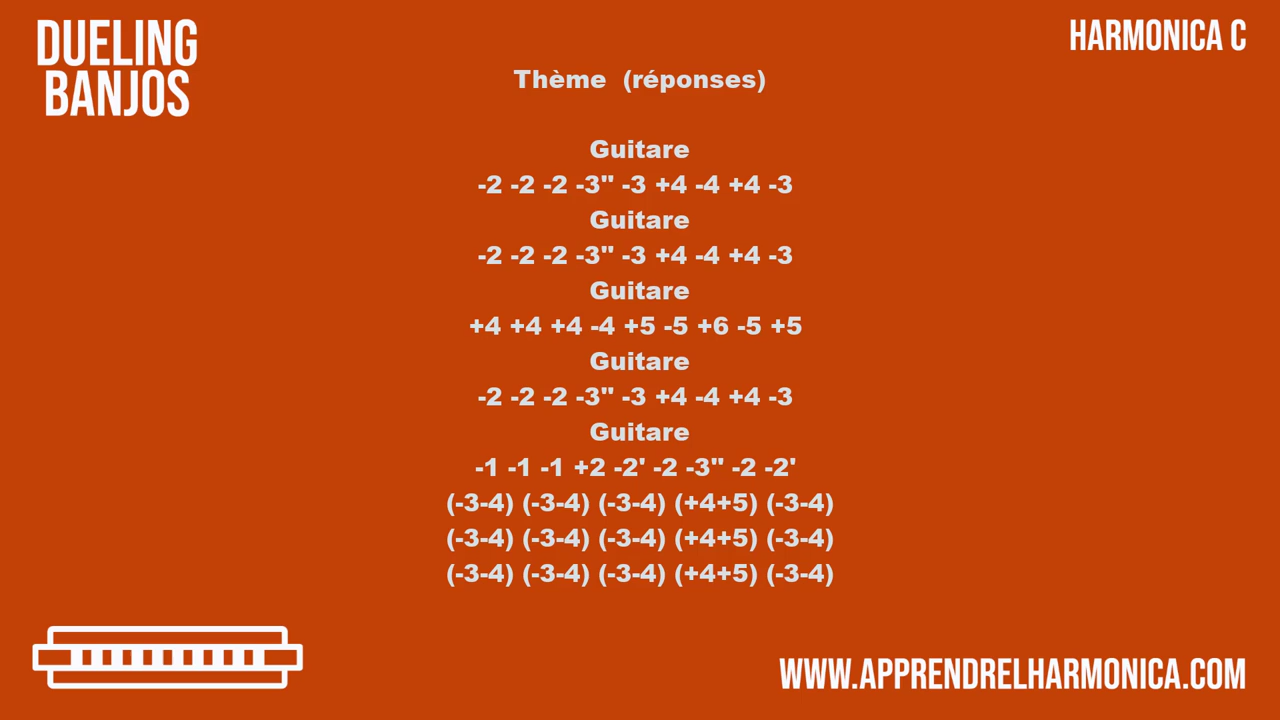 DUELING
BANJOS
HARMONICA C
Thème (réponses)
Guitare
-2 -2 -2 -3" -3 +4 -4 +4 -3
Guitare
-2 -2 -2 -3" -3 +4 -4 +4 -3
Guitare
+4 +4 +4 -4 +5 -5 +6 -5 +5
Guitare
-2 -2 -2 -3" -3 +4 -4 +4 -3
Guitare
-1 -1 -1 +2 -2' -2 -3" -2 -2'
(-3-4) (-3-4) (-3-4) (+4+5) (-3-4)
(-3-4) (-3-4) (-3-4) (+4+5) (-3-4)
(-3-4) (-3-4) (-3-4) (+4+5) (-3-4)
WWW.APPRENDRELHARMONICA.COM